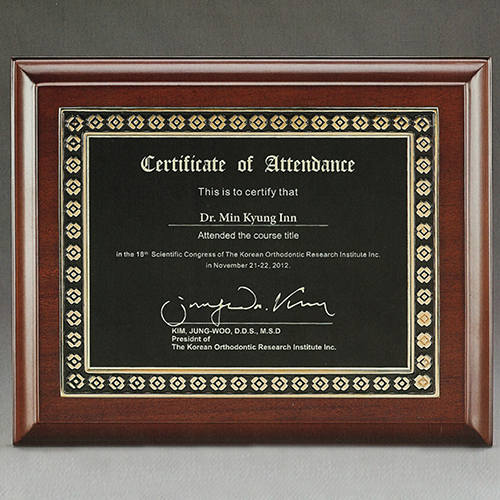 Certificate of Attendance
This is to certify that
Dr. Min Kyung Inn
Attended the course title
in the 18th Scientific Congress of The Korean Orthodontic Research Institute Inc.
in November 21-22, 2012.
KIM, JUNG-WOO, D.D.S., M.S.D
Presidnt of
The Korean Orthodontic Research Institute Inc.